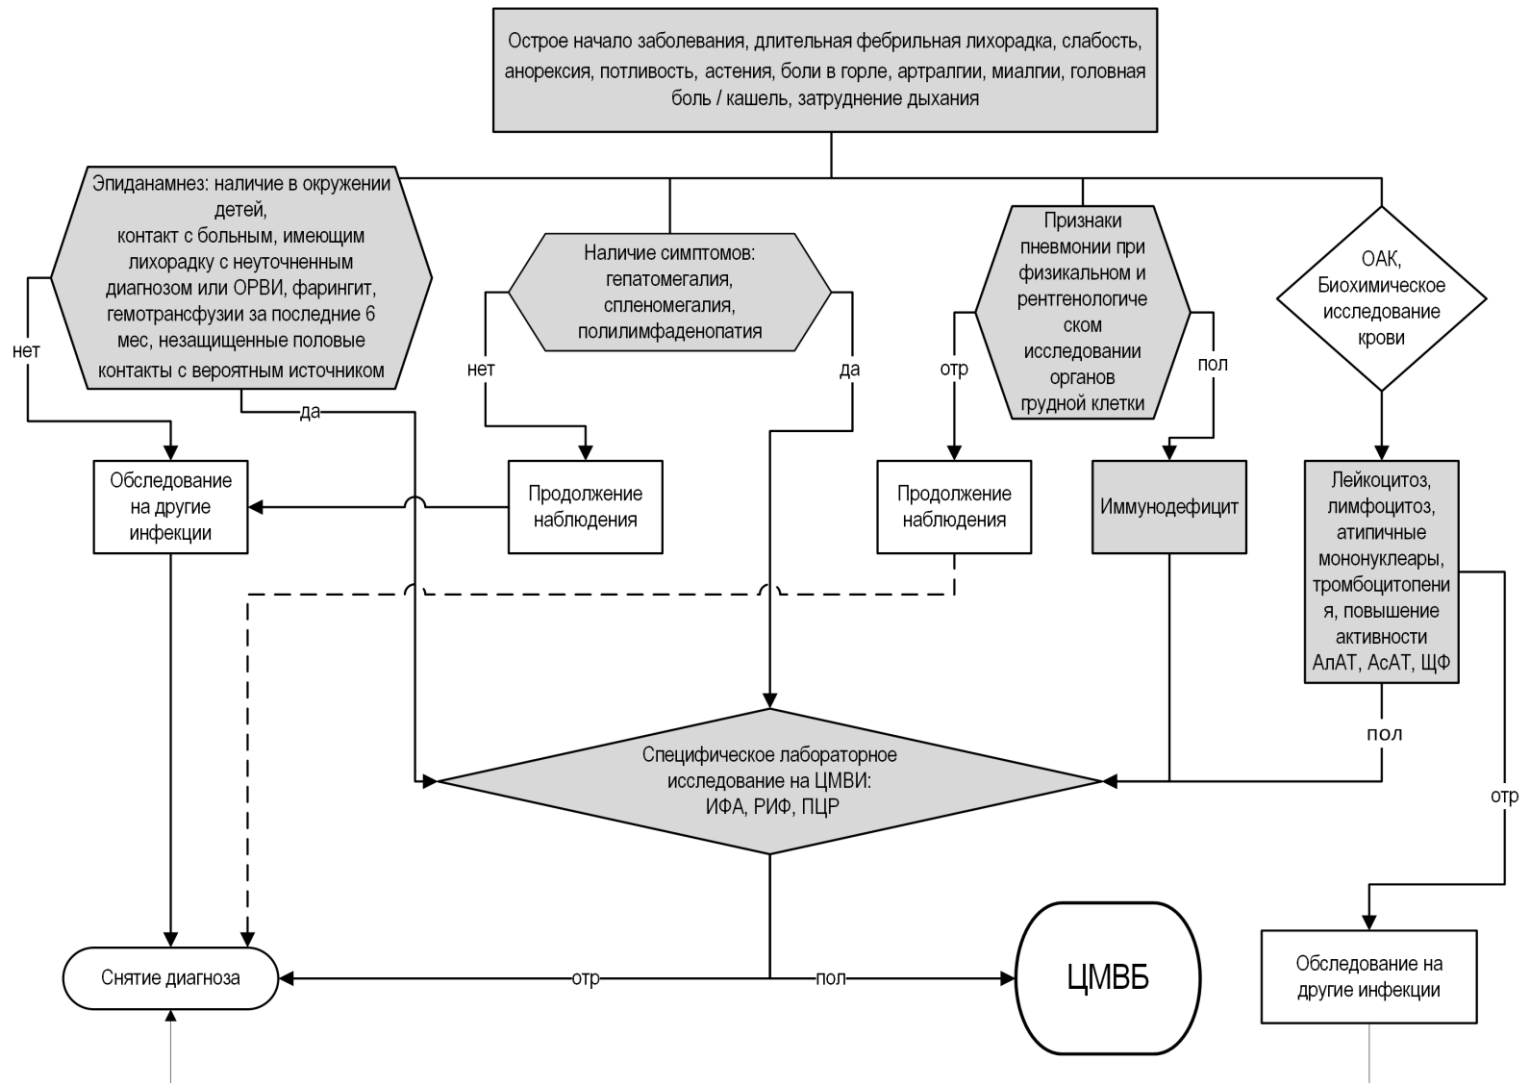 Острое начало заболевания, длительная фебрильная лихорадка, слабость,
анорексия, потливость, астения, боли в горле, артралгии, миалгии, головная
боль / кашель, затруднение дыхания
Эпиданамнез: наличие в окружении
детей,
контакт с больным, имеющим
лихорадку с неуточненным
диагнозом или ОРВИ, фарингит,
гемотрансфузии за последние 6
мес, незащищенные половые
контакты с вероятным источником
Наличие симптомов:
гепатомегалия,
спленомегалия,
полилимфаденопатия
Признаки
пневмонии при
физикальном и
рентгенологиче
ском
исследовании
органов
грудной клетки
ОАК,
Биохимическое
исследование
крови
нет
да
нет
да
отр
пол
Обследование
на другие
инфекции
Продолжение
наблюдения
Продолжение
наблюдения
Иммунодефицит
Лейкоцитоз,
лимфоцитоз,
атипичные
мононуклеары,
тромбоцитопени
я, повышение
активности
АлАТ, АсАТ, ЩФ
пол
отр
Специфическое лабораторное
исследование на ЦМВИ:
ИФА, РИФ, ПЦР
Снятие диагноза
отр
пол
ЦМВБ
Обследование на
другие инфекции